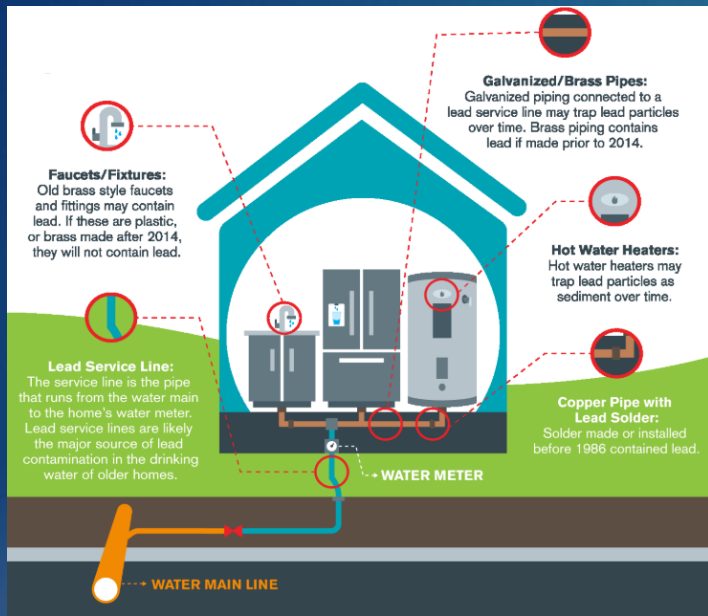 Galvanized/Brass Pipes:
Galvanized piping connected to a
lead service line may trap lead particles
over time. Brass piping contains
lead if made prior to 2014.
Faucets/Fixtures:
Old brass style faucets
and fittings may contain
lead. If these are plastic,
or brass made after 2014,
they will not contain lead.
Hot Water Heaters:
Hot water heaters may
trap lead particles as
sediment over time.
Lead Service Line:
The service line is the pipe
that runs from the water main
to the home's water meter.
Lead service lines are likely
the major source of lead
contamination in the drinking
water of older homes.
Copper Pipe with
Lead Solder:
Solder made or installed
before 1986 contained lead.
WATER METER
WATER MAIN LINE